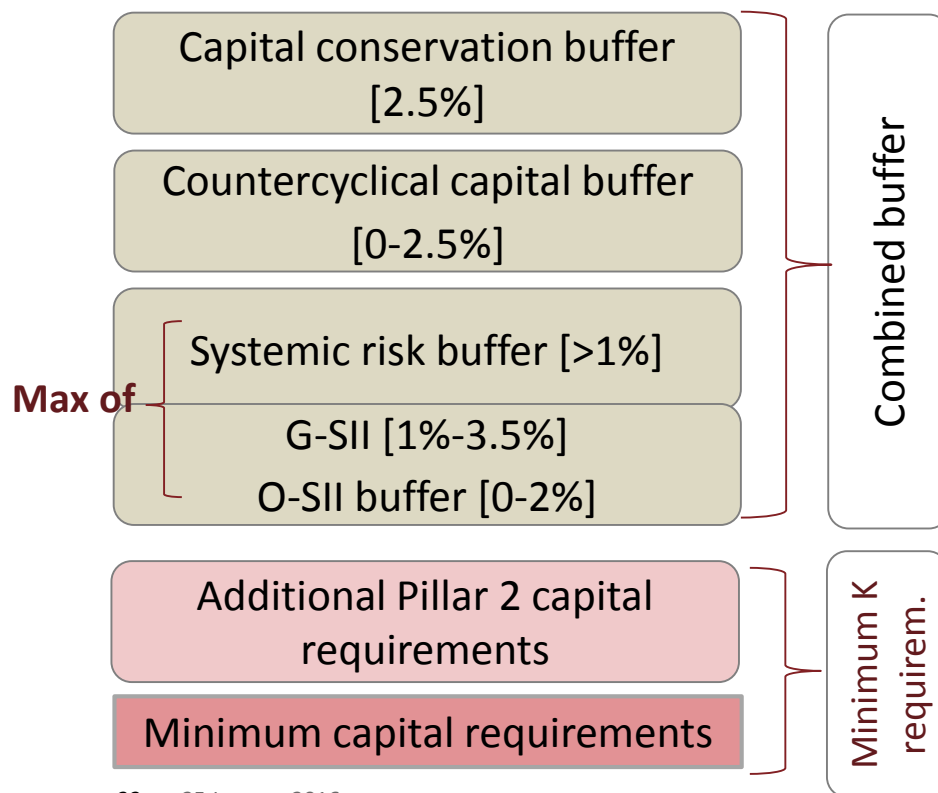 Capital conservation buffer
[2.5%]
Countercyclical capital buffer
[0-2.5%]
Systemic risk buffer [>1%]
Max of
G-SII [1%-3.5%]
O-SII buffer [0-2%]
Combined buffer
Additional Pillar 2 capital
requirements
Minimum capital requirements
Minimum K
requirem.